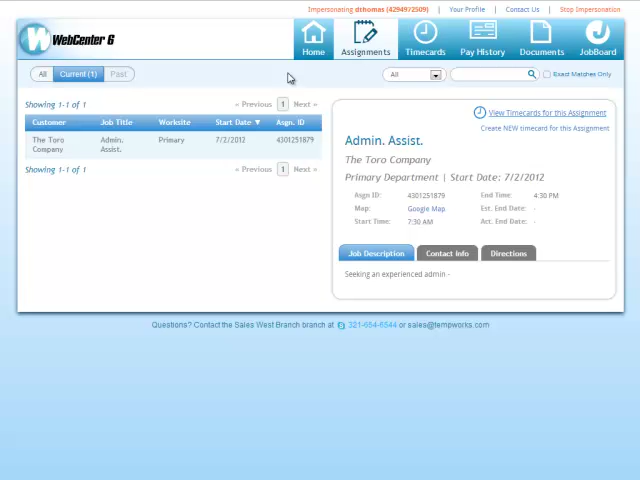 Impersonating drthomas (4294972509) | Your Profile | Contact Us | Stop Impersonation
W WebCenter 6
Home Assignments Timecards Pay History Documents JobBoard
All Current (1) Past
All Exact Matches Only
Showing 1-1 of 1 « Previous 1 Next »
Customer Job Title Worksite Start Date ▼ Asgn. ID
The Toro Company Admin. Assist. Primary 7/2/2012 4301251879
Showing 1-1 of 1 « Previous 1 Next »
View Timecards for this Assignment
Create NEW timecard for this Assignment
Admin. Assist.
The Toro Company
Primary Department | Start Date: 7/2/2012
Asgn ID: 4301251879 End Time: 4:30 PM
Map: Google Map Est. End Date: -
Start Time: 7:30 AM Act. End Date: -
Job Description Contact Info Directions
Seeking an experienced admin -
Questions? Contact the Sales West Branch branch at 321-654-6544 or sales@tempworks.com